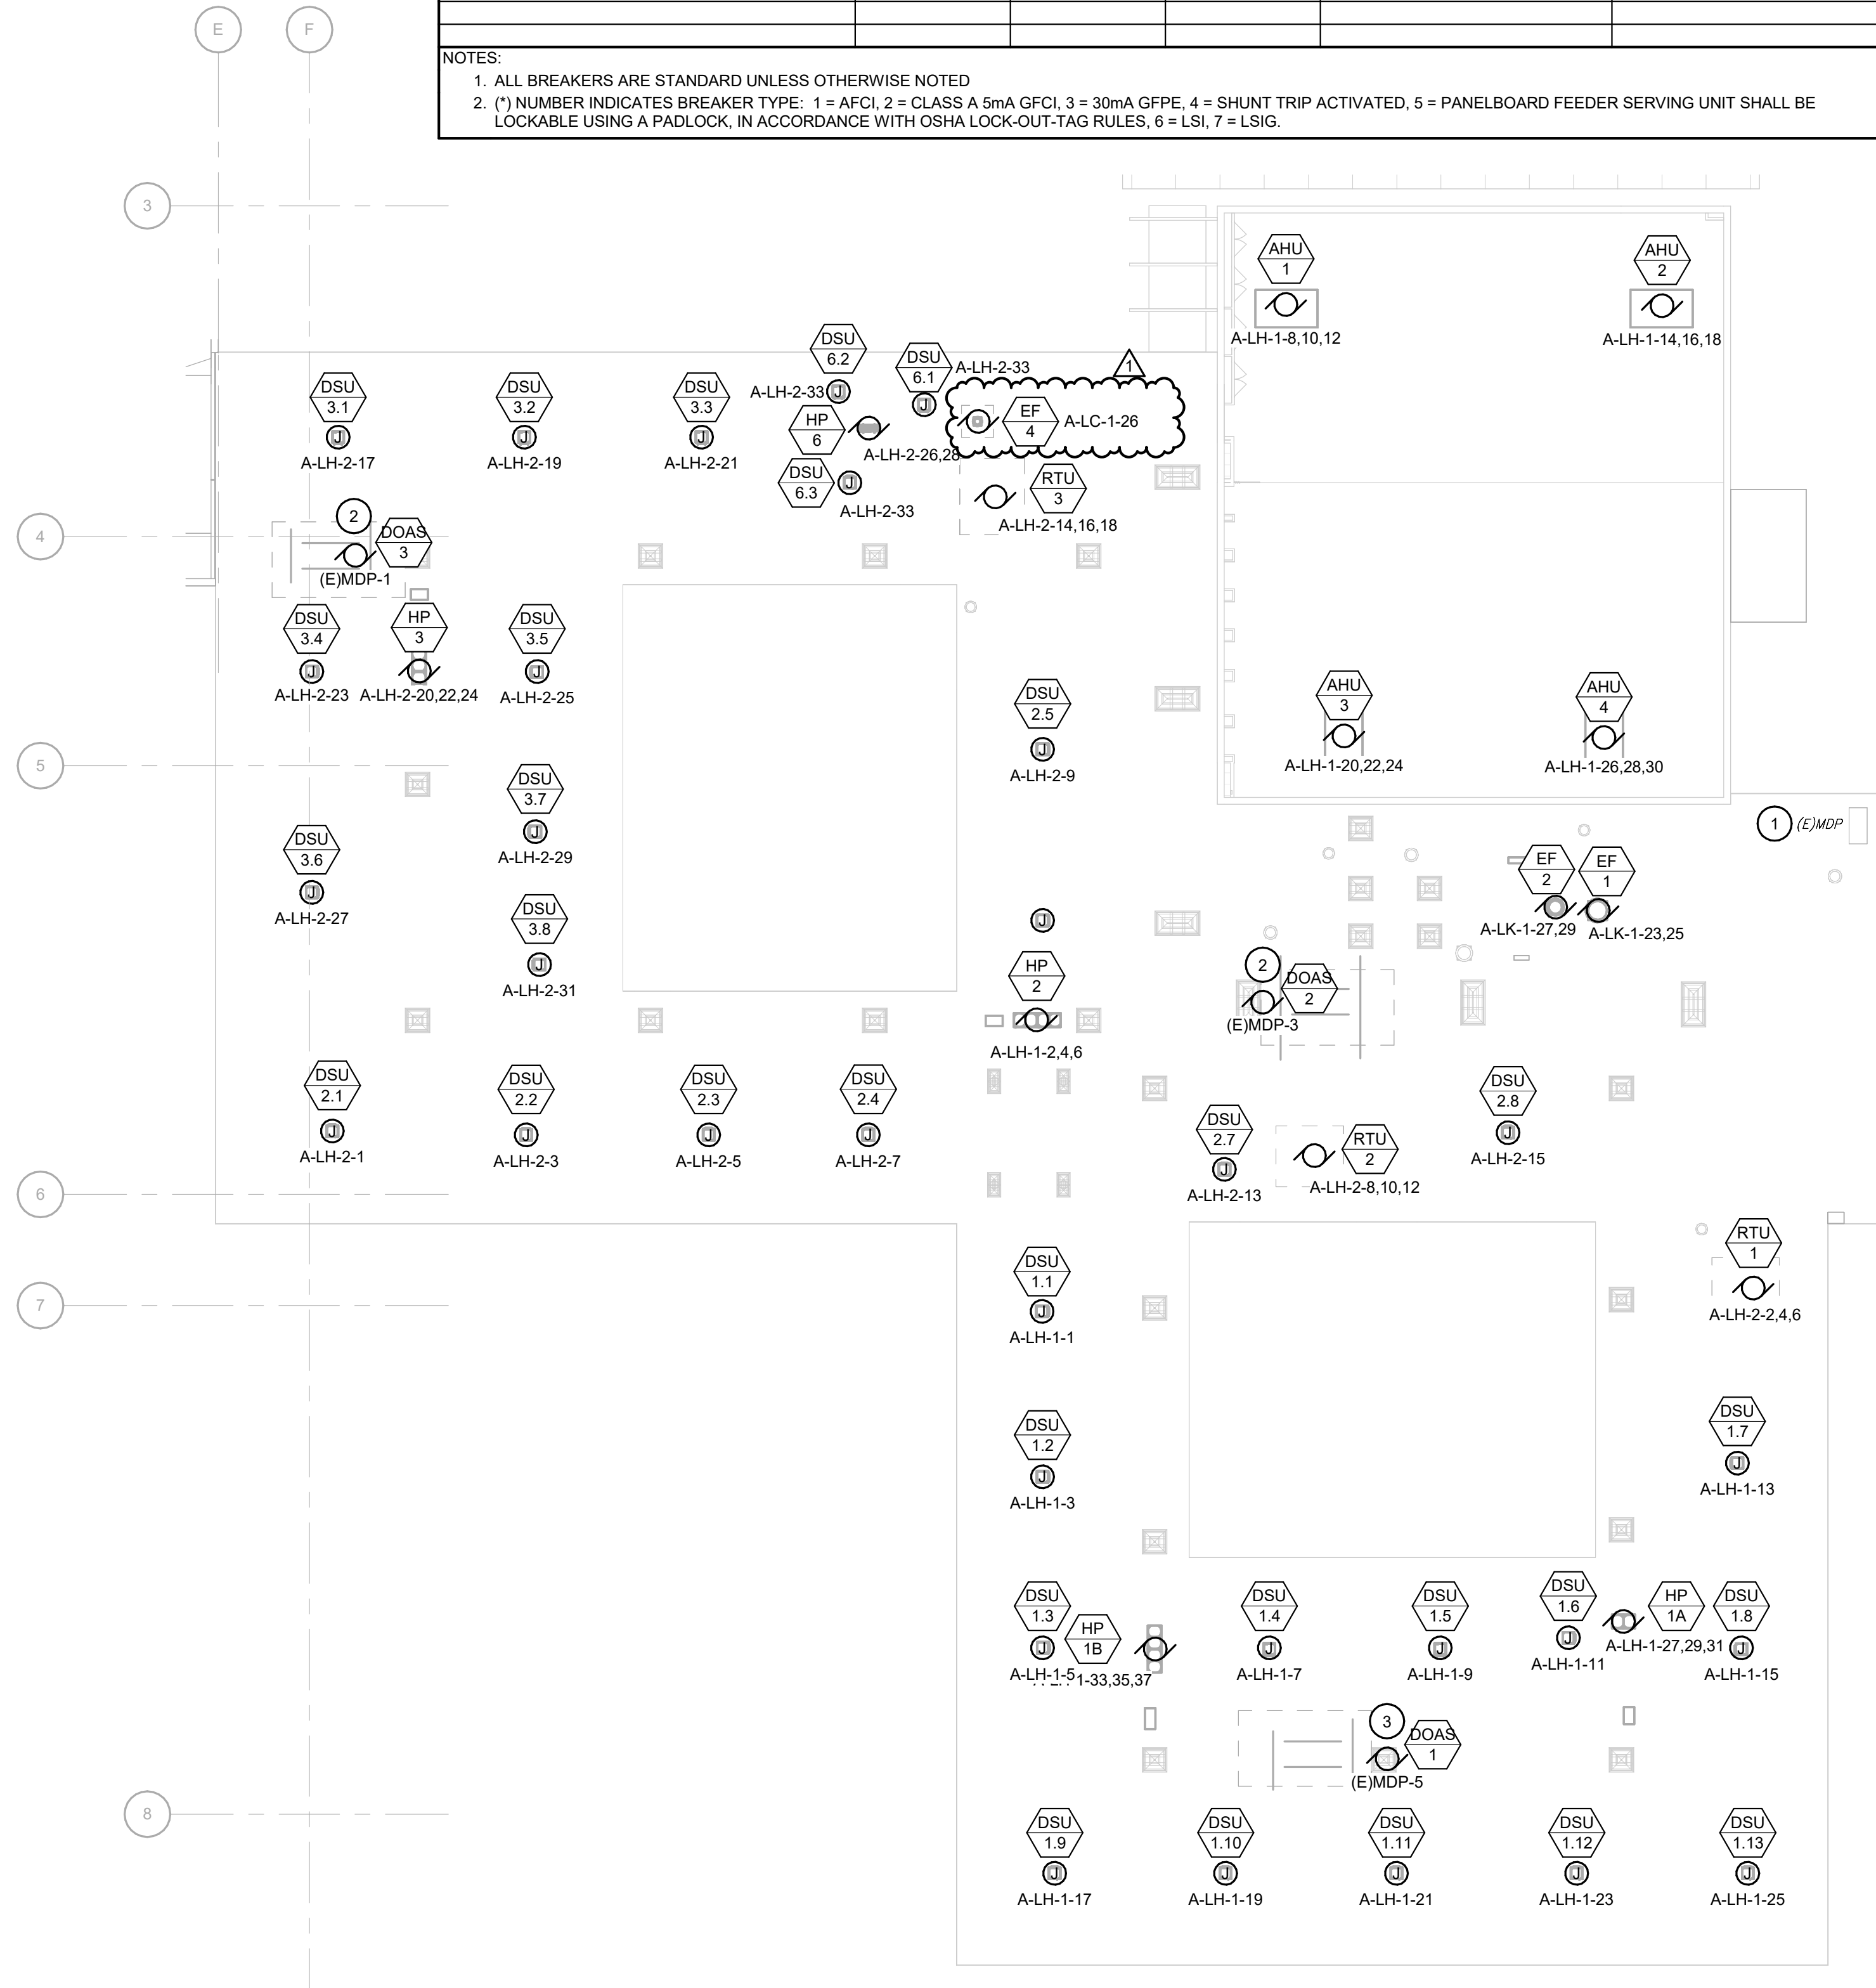 E
F
NOTES:
1. ALL BREAKERS ARE STANDARD UNLESS OTHERWISE NOTED
2. (*) NUMBER INDICATES BREAKER TYPE: 1 = AFCI, 2 = CLASS A 5mA GFCI, 3 = 30mA GFPE, 4 = SHUNT TRIP ACTIVATED, 5 = PANELBOARD FEEDER SERVING UNIT SHALL BE
LOCKABLE USING A PADLOCK, IN ACCORDANCE WITH OSHA LOCK-OUT-TAG RULES, 6 = LSI, 7 = LSIG.
3
AHU
1
A-LH-1-8,10,12
AHU
2
A-LH-1-14,16,18
DSU
3.1
J
A-LH-2-17
DSU
3.2
J
A-LH-2-19
DSU
3.3
J
A-LH-2-21
DSU
6.2
A-LH-2-33
J
DSU
6.1
A-LH-2-33
J
1
HP
6
A-LH-2-26,28
EF
4
A-LC-1-26
DSU
6.3
J
A-LH-2-33
RTU
3
A-LH-2-14,16,18
4
2
DOAS
3
(E)MDP-1
DSU
3.4
J
A-LH-2-23
HP
3
A-LH-2-20,22,24
DSU
3.5
J
A-LH-2-25
DSU
2.5
J
A-LH-2-9
AHU
3
A-LH-1-20,22,24
AHU
4
A-LH-1-26,28,30
5
DSU
3.7
J
A-LH-2-29
1
(E)MDP
DSU
3.6
J
A-LH-2-27
EF
2
A-LK-1-27,29
EF
1
A-LK-1-23,25
DSU
3.8
J
A-LH-2-31
J
HP
2
A-LH-1-2,4,6
2
DOAS
2
(E)MDP-3
DSU
2.1
J
A-LH-2-1
DSU
2.2
J
A-LH-2-3
DSU
2.3
J
A-LH-2-5
DSU
2.4
J
A-LH-2-7
DSU
2.7
J
A-LH-2-13
RTU
2
A-LH-2-8,10,12
DSU
2.8
J
A-LH-2-15
6
DSU
1.1
J
A-LH-1-1
RTU
1
A-LH-2-2,4,6
7
DSU
1.2
J
A-LH-1-3
DSU
1.7
J
A-LH-1-13
DSU
1.3
J
A-LH-1-5
HP
1B
1-33,35,37
DSU
1.4
J
A-LH-1-7
DSU
1.5
J
A-LH-1-9
DSU
1.6
J
A-LH-1-11
HP
1A
A-LH-1-27,29,31
DSU
1.8
J
A-LH-1-15
3
DOAS
1
(E)MDP-5
8
DSU
1.9
J
A-LH-1-17
DSU
1.10
J
A-LH-1-19
DSU
1.11
J
A-LH-1-21
DSU
1.12
J
A-LH-1-23
DSU
1.13
J
A-LH-1-25